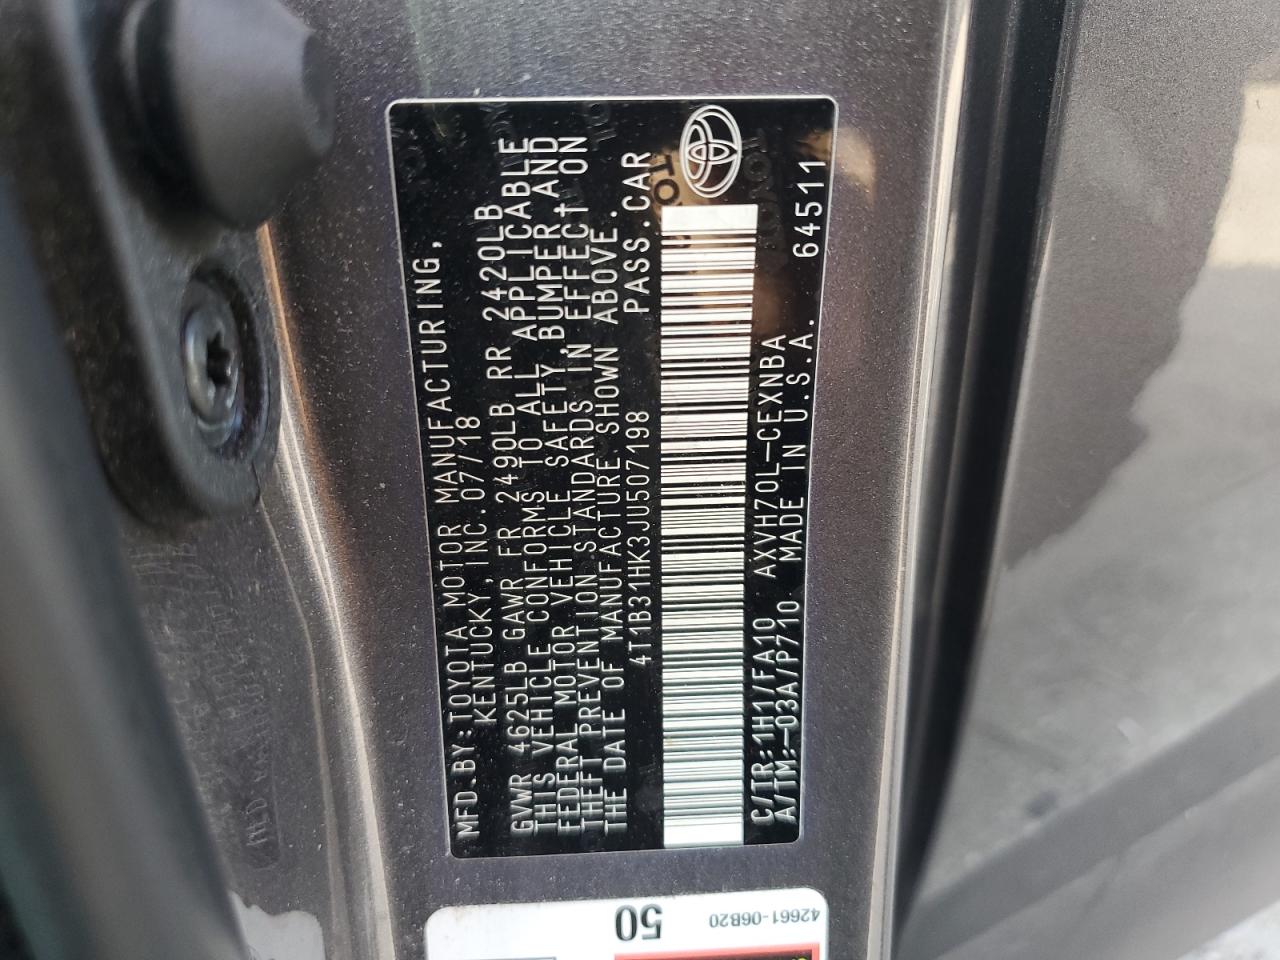 MFD.BY:TOYOTA MOTOR MANUFACTURING,
KENTUCKY, INC.07/18
GVWR 4625LB GAWR FR 2490LB RR 2420LB
THIS VEHICLE CONFORMS TO ALL APPLICABLE
FEDERAL MOTOR VEHICLE SAFETY,BUMPER,AND
THEFT PREVENTION STANDARDS IN EFFECT ON
THE DATE OF MANUFACTURE SHOWN ABOVE.
4T1B31HK3JU507198 PASS.CAR
C/TR:1H1/FA10 AXVH70L-CEXNBA
A/TM:-03A/P710 MADE IN U.S.A. 64511
50 42661-06B20